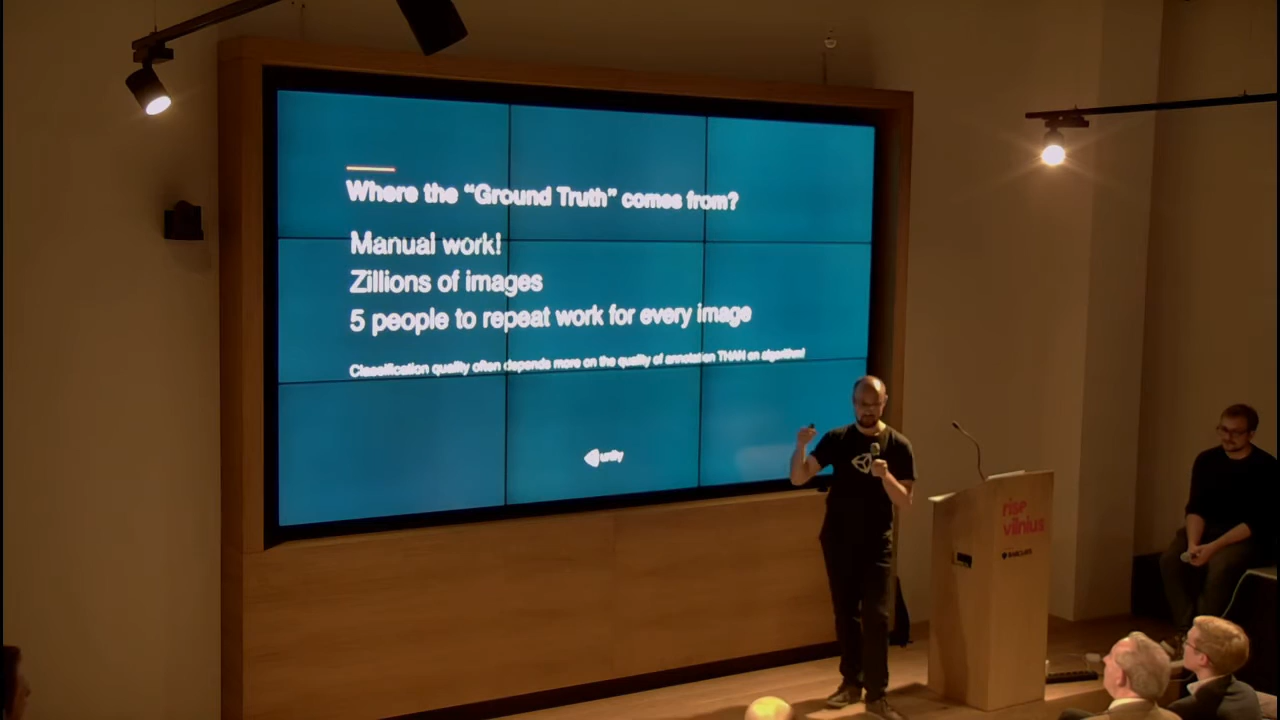 Where the “Ground Truth” comes from?
Manual work!
Zillions of images
5 people to repeat work for every image
Classification quality often depends more on the quality of annotation THAN on algorithm!
unity
rise
vilnius
BARCLAYS